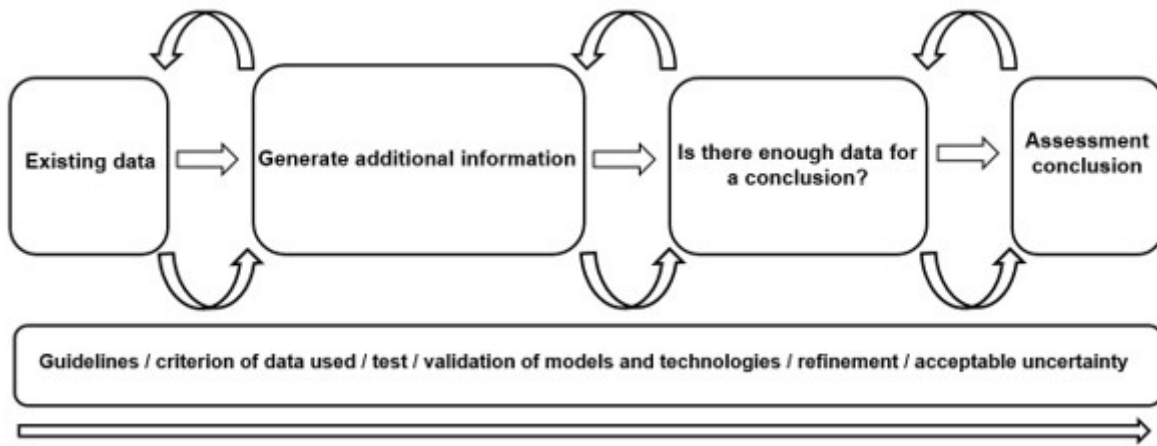 Existing data
Generate additional information
Is there enough data for
a conclusion?
Assessment
conclusion
Guidelines / criterion of data used / test / validation of models and technologies / refinement / acceptable uncertainty